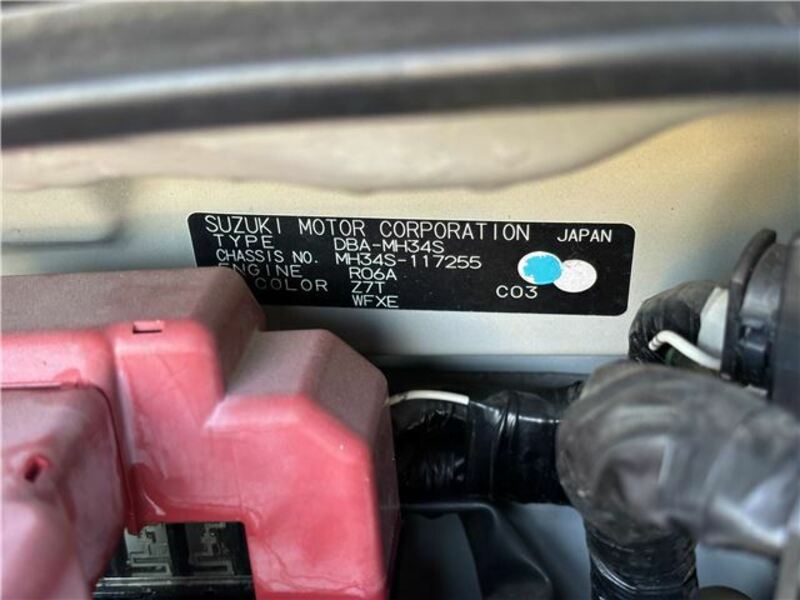 SUZUKI MOTOR CORPORATION JAPAN
TYPE DBA-MH34S
CHASSIS NO. MH34S-117255
ENGINE R06A
COLOR Z7T
WFXE C03